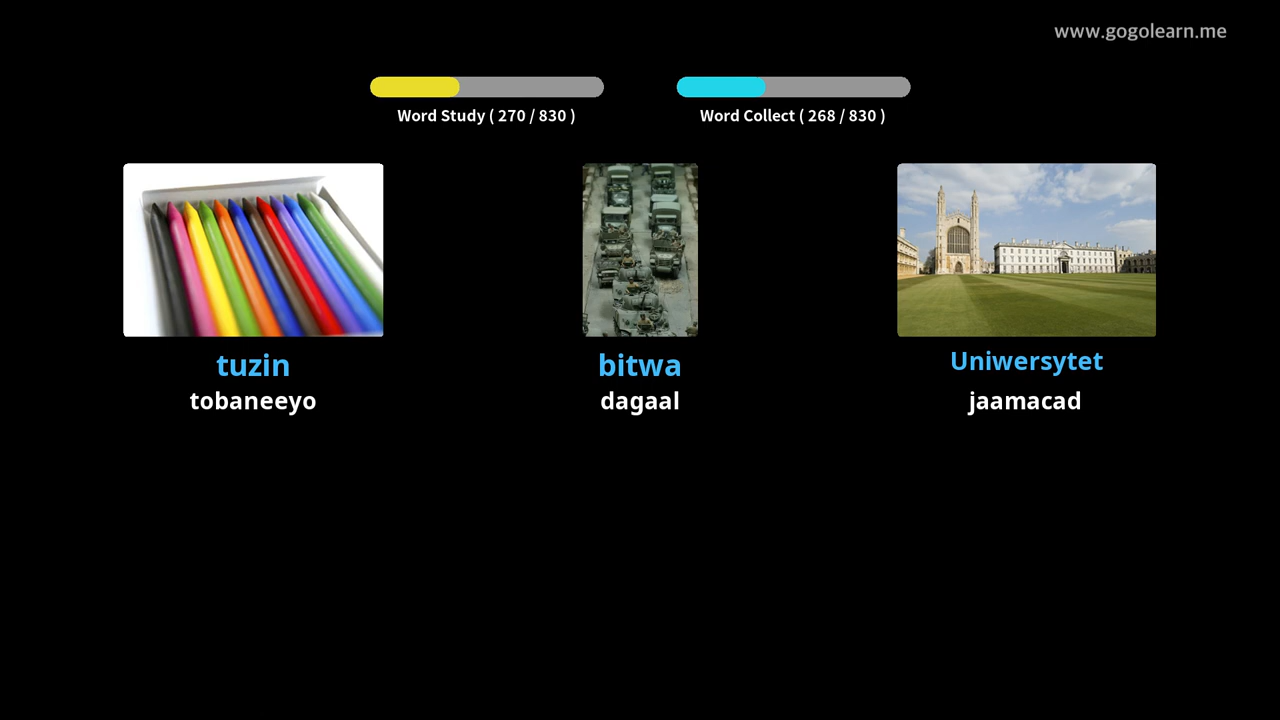 www.gogolearn.me
Word Study ( 270 / 830 )
Word Collect ( 268 / 830 )
tuzin
tobaneeyo
bitwa
dagaal
Uniwersytet
jaamacad